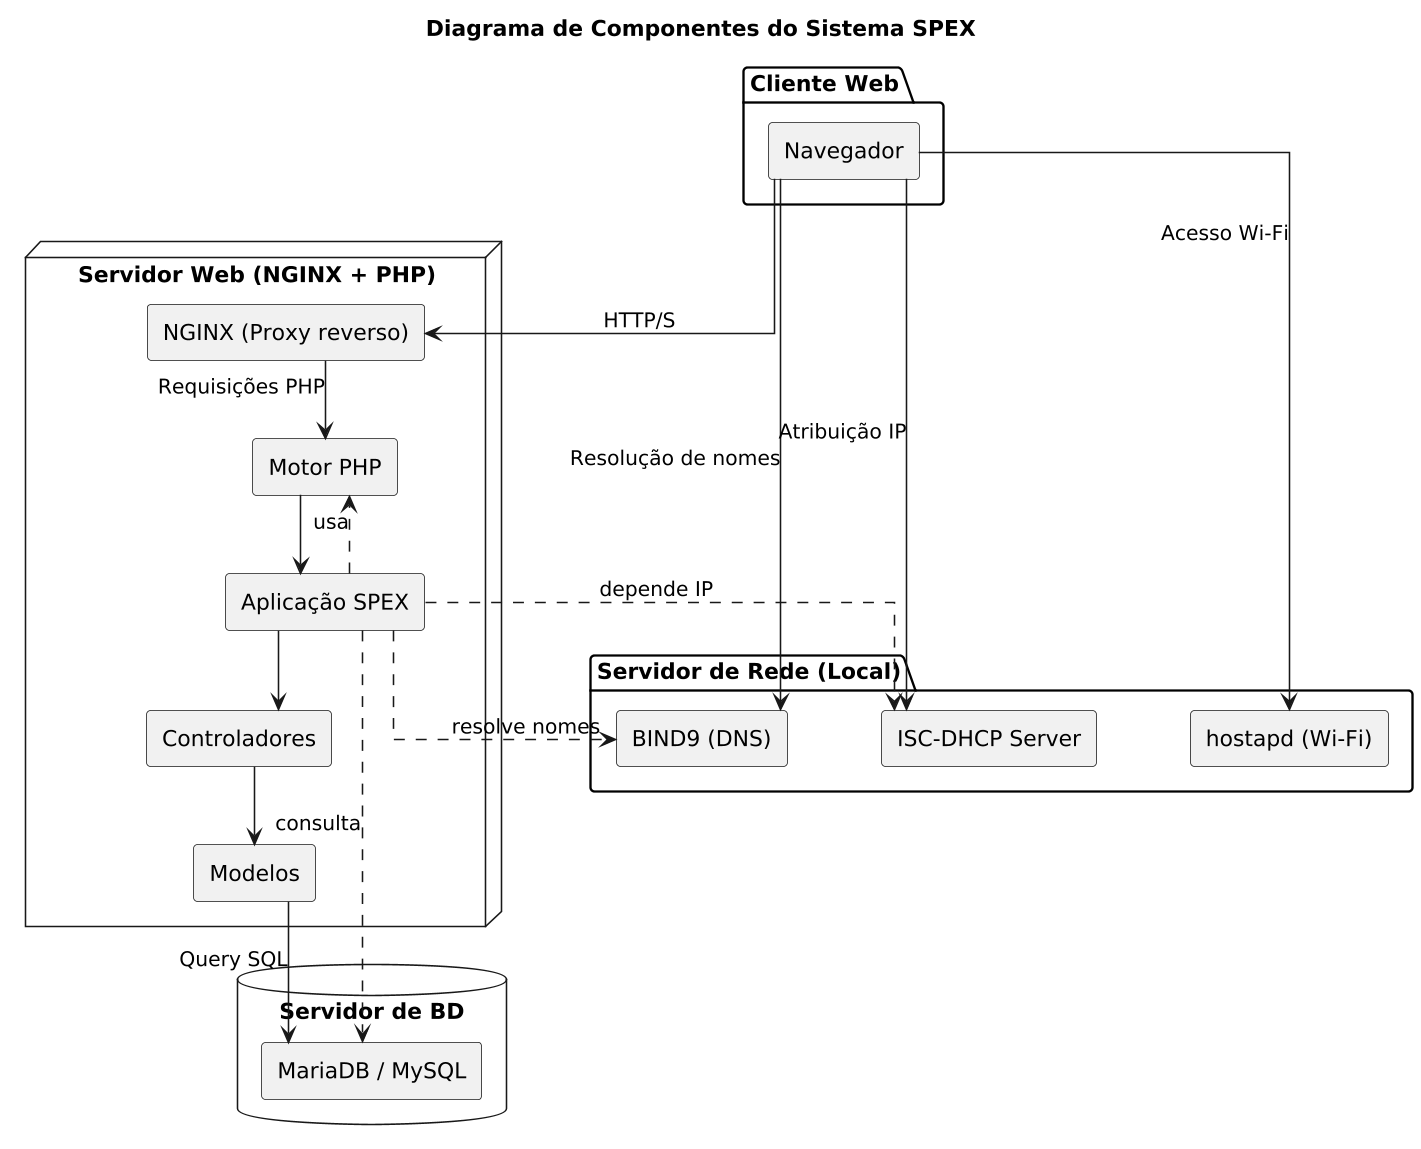 Diagrama de Componentes do Sistema SPEX
Cliente Web
Navegador
Acesso Wi-Fi
Servidor Web (NGINX + PHP)
NGINX (Proxy reverso)
HTTP/S
Requisições PHP
Atribuição IP
Resolução de nomes
Motor PHP
usa
Aplicação SPEX
depende IP
Servidor de Rede (Local)
resolve nomes
BIND9 (DNS)
ISC-DHCP Server
hostapd (Wi-Fi)
Controladores
consulta
Modelos
Query SQL
Servidor de BD
MariaDB / MySQL